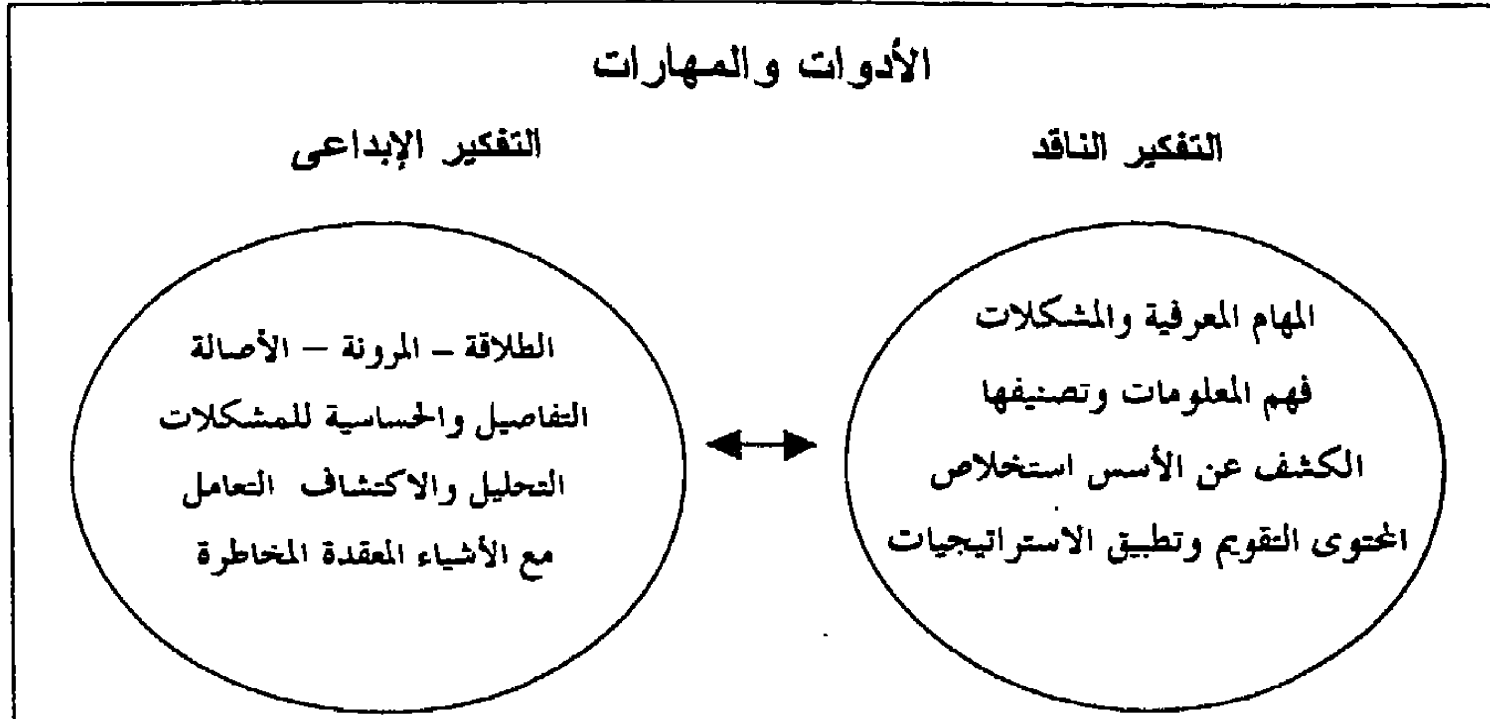 الأدوات والمهارات
التفكير الناقد
التفكير الإبداعى
المهام المعرفية والمشكلات
فهم المعلومات وتصنيفها
الكشف عن الأسس استخلاص
المحتوى التقويم وتطبيق الاستراتيجيات
الطلاقة – المرونة – الأصالة
التفاصيل والحساسية للمشكلات
التحليل والاكتشاف التعامل
مع الأشياء المعقدة المخاطرة